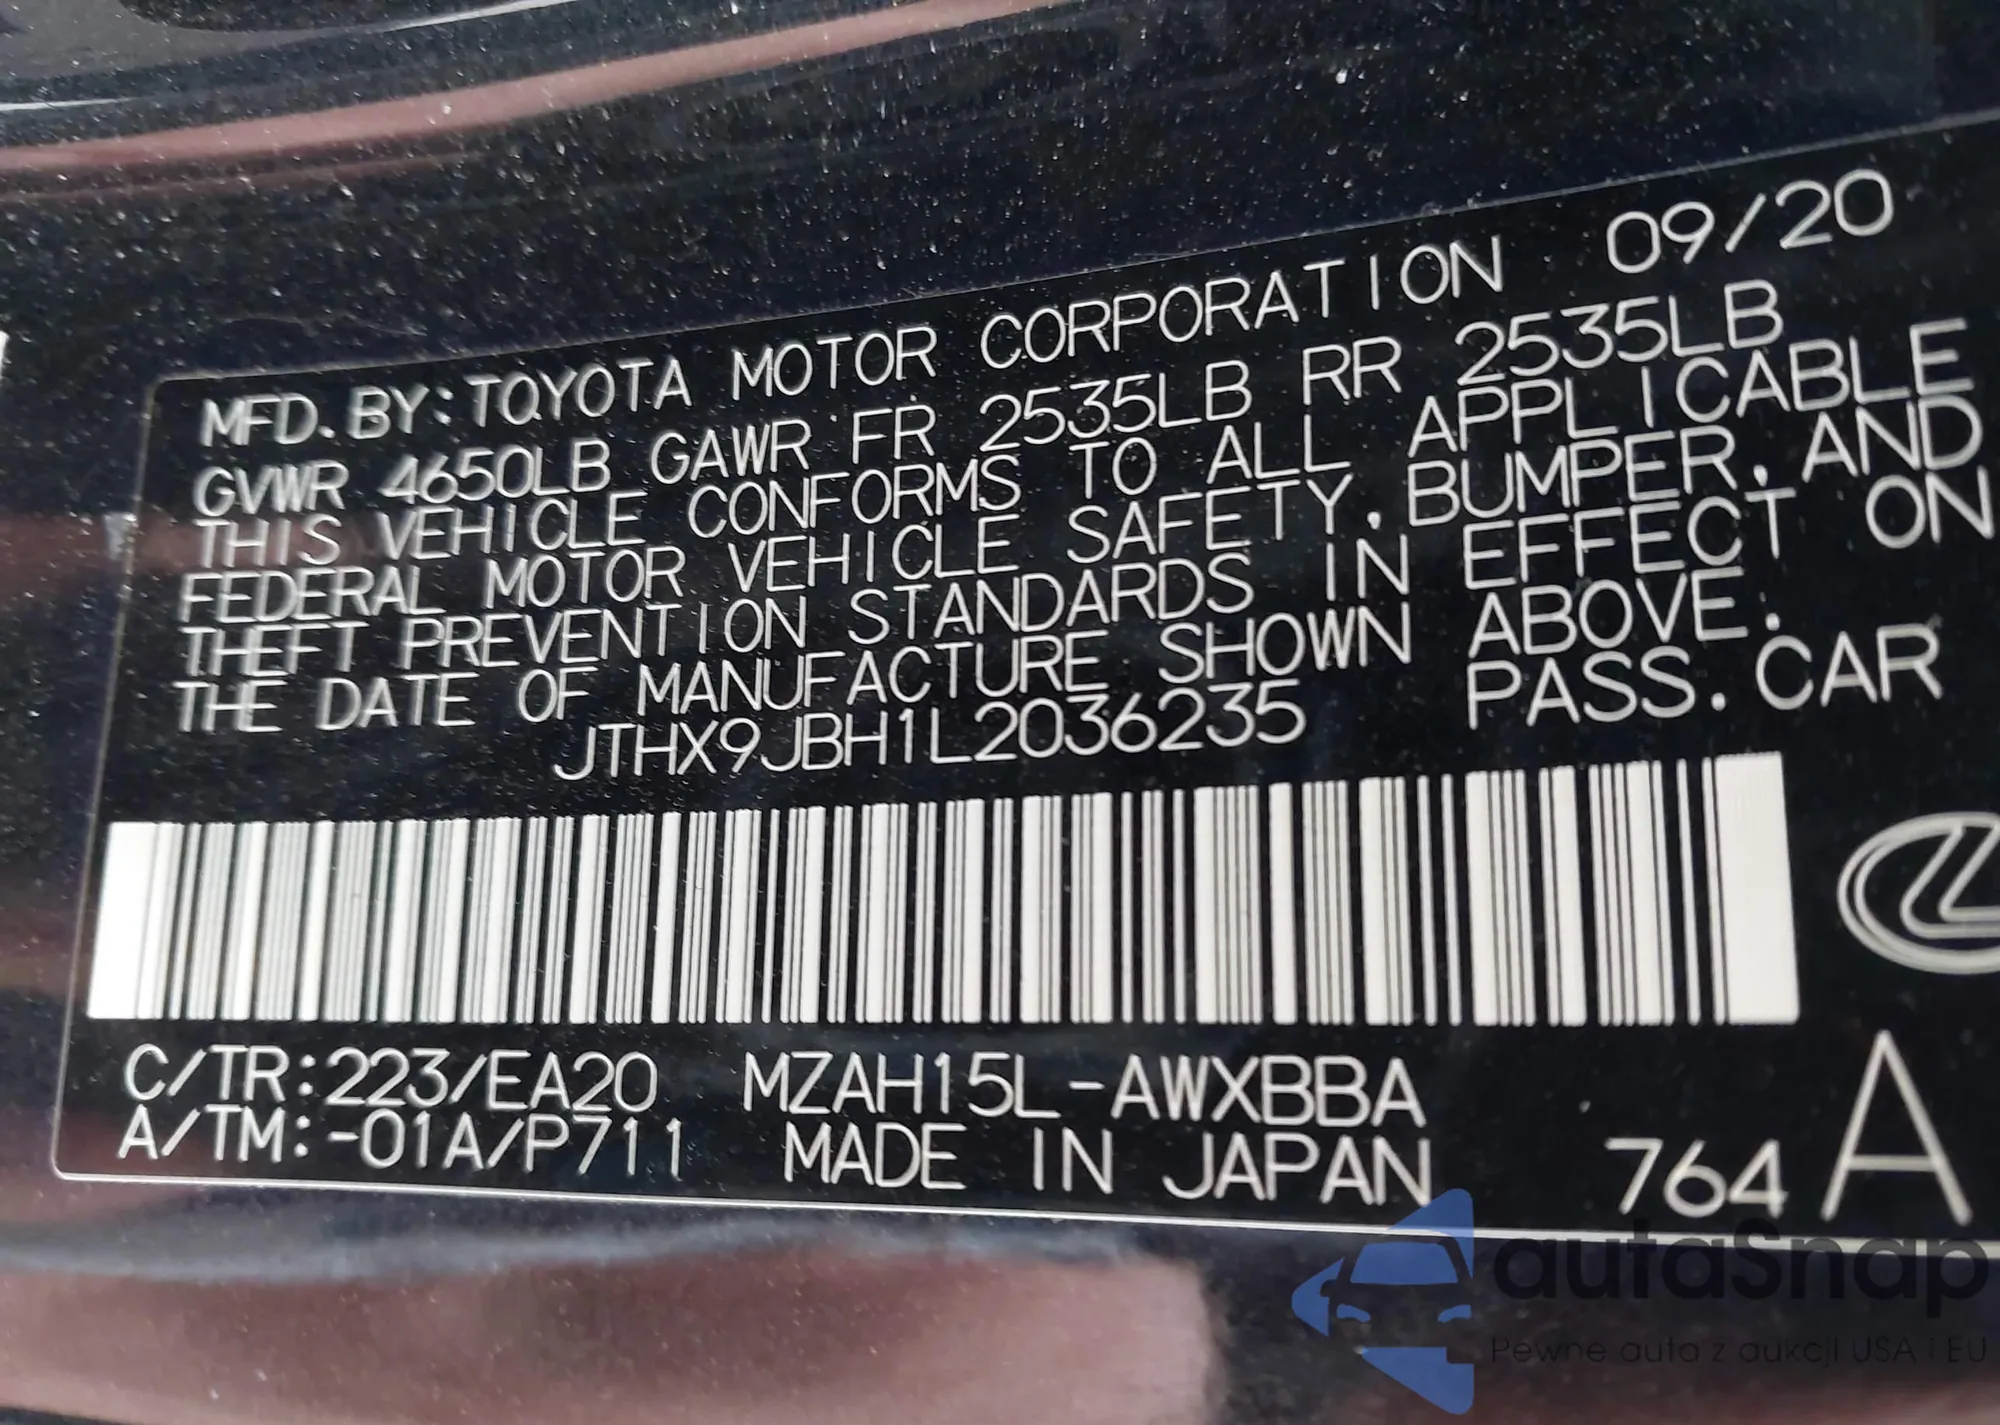 MFD. BY: TOYOTA MOTOR CORPORATION 09/20
GVWR 4650LB GAWR FR 2535LB RR 2535LB
THIS VEHICLE CONFORMS TO ALL APPLICABLE
FEDERAL MOTOR VEHICLE SAFETY, BUMPER, AND
THEFT PREVENTION STANDARDS IN EFFECT ON
THE DATE OF MANUFACTURE SHOWN ABOVE.
JTHX9JBH1L2036235 PASS. CAR
C/TR:223/EA20 MZAH15L-AWXBBA
A/TM:-01A/P711 MADE IN JAPAN 764 A
autaSnap
Pewne auta z aukcji USA i EU